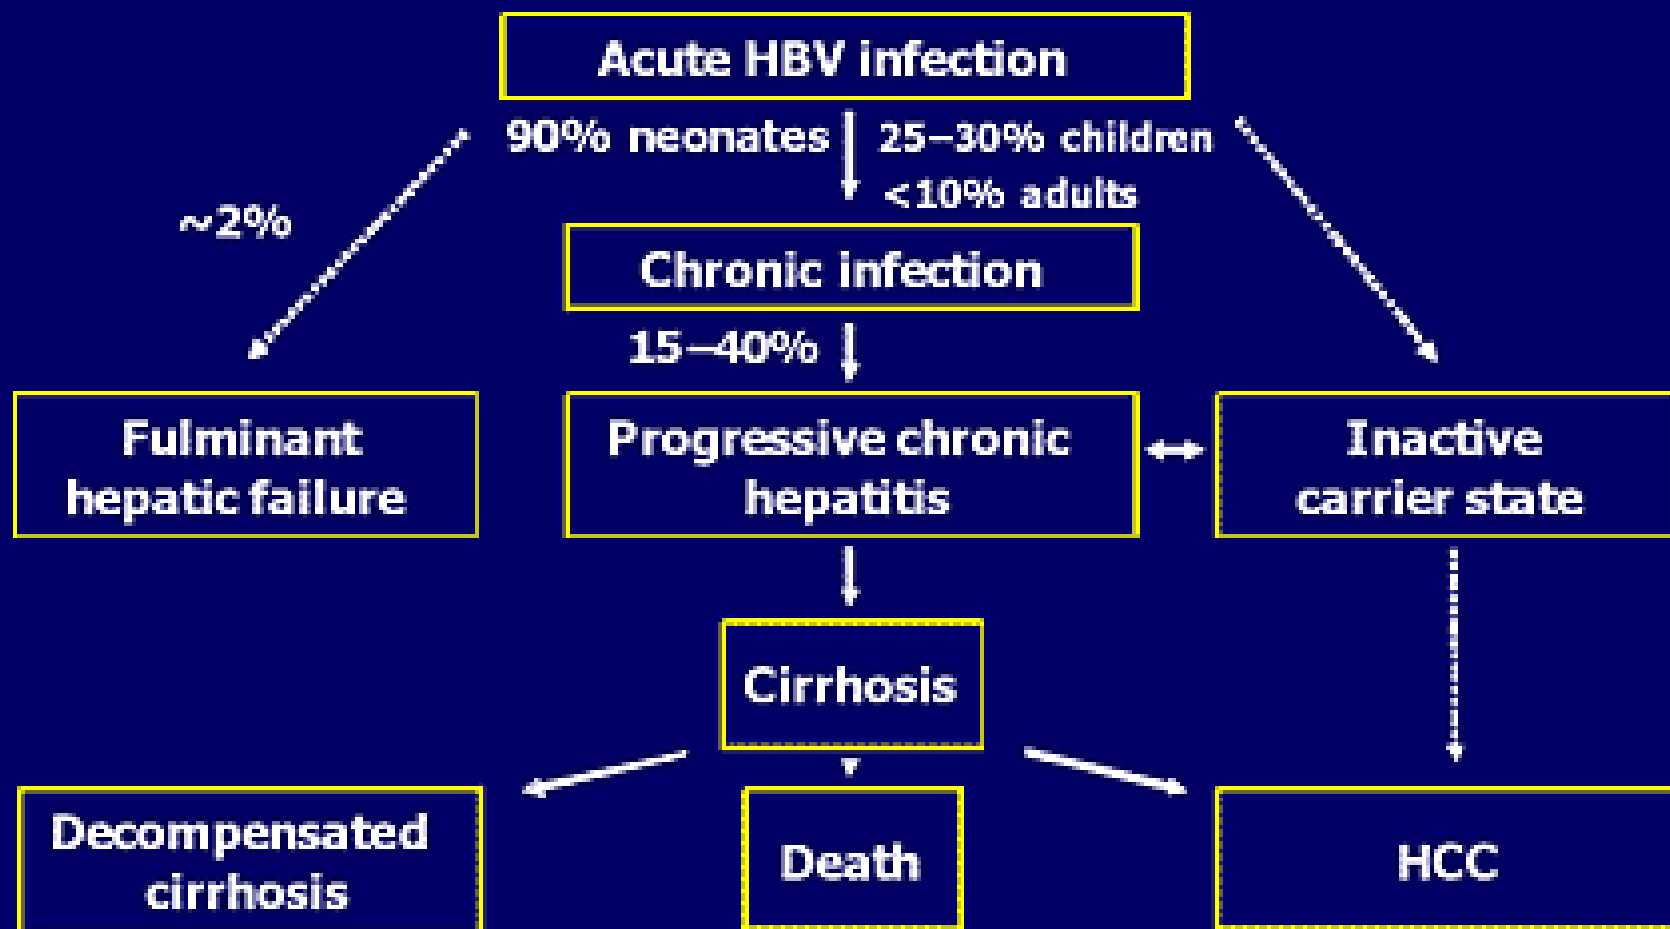 Acute HBV infection
90% neonates
25–30% children
<10% adults
~2%
Chronic infection
15–40%
Fulminant
hepatic failure
Progressive chronic
hepatitis
Inactive
carrier state
Cirrhosis
Decompensated
cirrhosis
Death
HCC